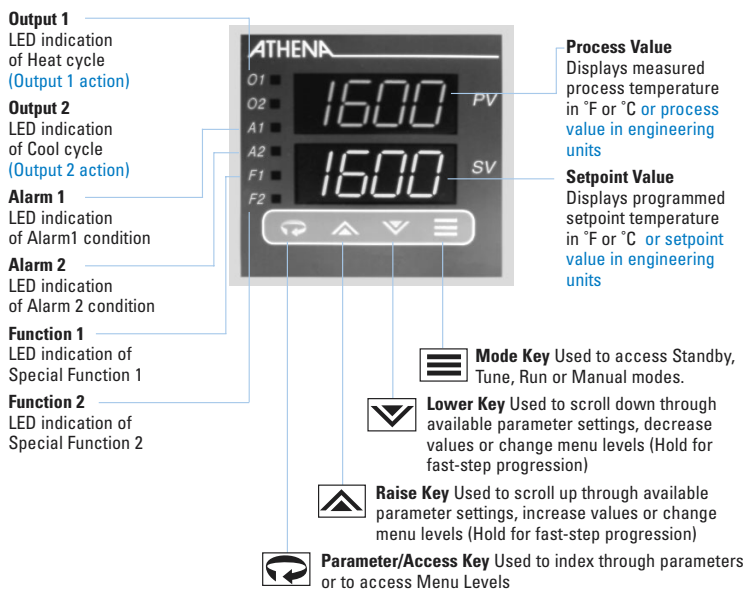 Output 1
LED indication
of Heat cycle
(Output 1 action)
Output 2
LED indication
of Cool cycle
(Output 2 action)
Alarm 1
LED indication
of Alarm1 condition
Alarm 2
LED indication
of Alarm 2 condition
Function 1
LED indication of
Special Function 1
Function 2
LED indication of
Special Function 2
ATHENA
O1
O2
A1
A2
F1
F2
1600
PV
1600
SV
Process Value
Displays measured
process temperature
in ˚F or ˚C or process
value in engineering
units
Setpoint Value
Displays programmed
setpoint temperature
in ˚F or ˚C or setpoint
value in engineering
units
Mode Key Used to access Standby,
Tune, Run or Manual modes.
Lower Key Used to scroll down through
available parameter settings, decrease
values or change menu levels (Hold for
fast-step progression)
Raise Key Used to scroll up through available
parameter settings, increase values or change
menu levels (Hold for fast-step progression)
Parameter/Access Key Used to index through parameters
or to access Menu Levels